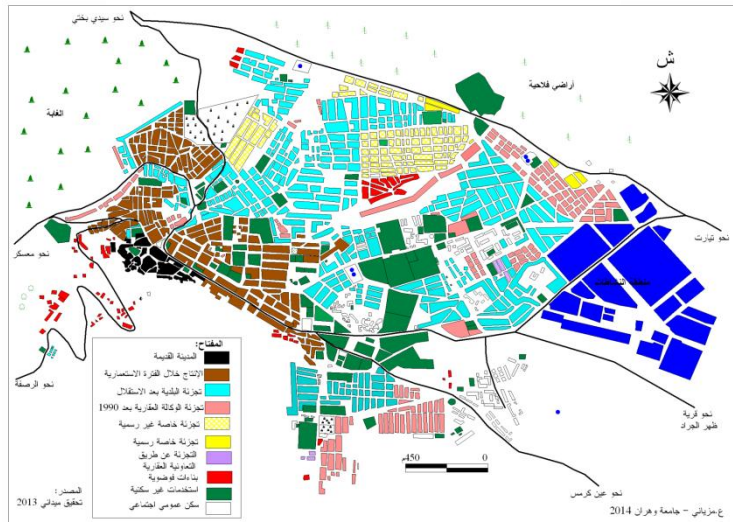 نحو سيدي بختي
ش
الغابة
أراضي فلاحية
نحو تيارت
نحو معسكر
نحو الرصفة
المفتاح:
المدينة القديمة
الإنتاج خلال الفترة الاستعمارية
تجزئة البلدية بعد الاستقلال
تجزئة الوكالة العقارية بعد 1990
تجزئة خاصة غير رسمية
تجزئة خاصة رسمية
التجزئة عن طريق
التعاونية العقارية
بناءات فوضوية
استخدمات غير سكنية
سكن عمومي اجتماعي
نحو قرية
ظهر الجراد
450م
0
نحو عين كرمس
المصدر:
تحقيق ميداني 2013
ع.مزياني - جامعة وهران 2014